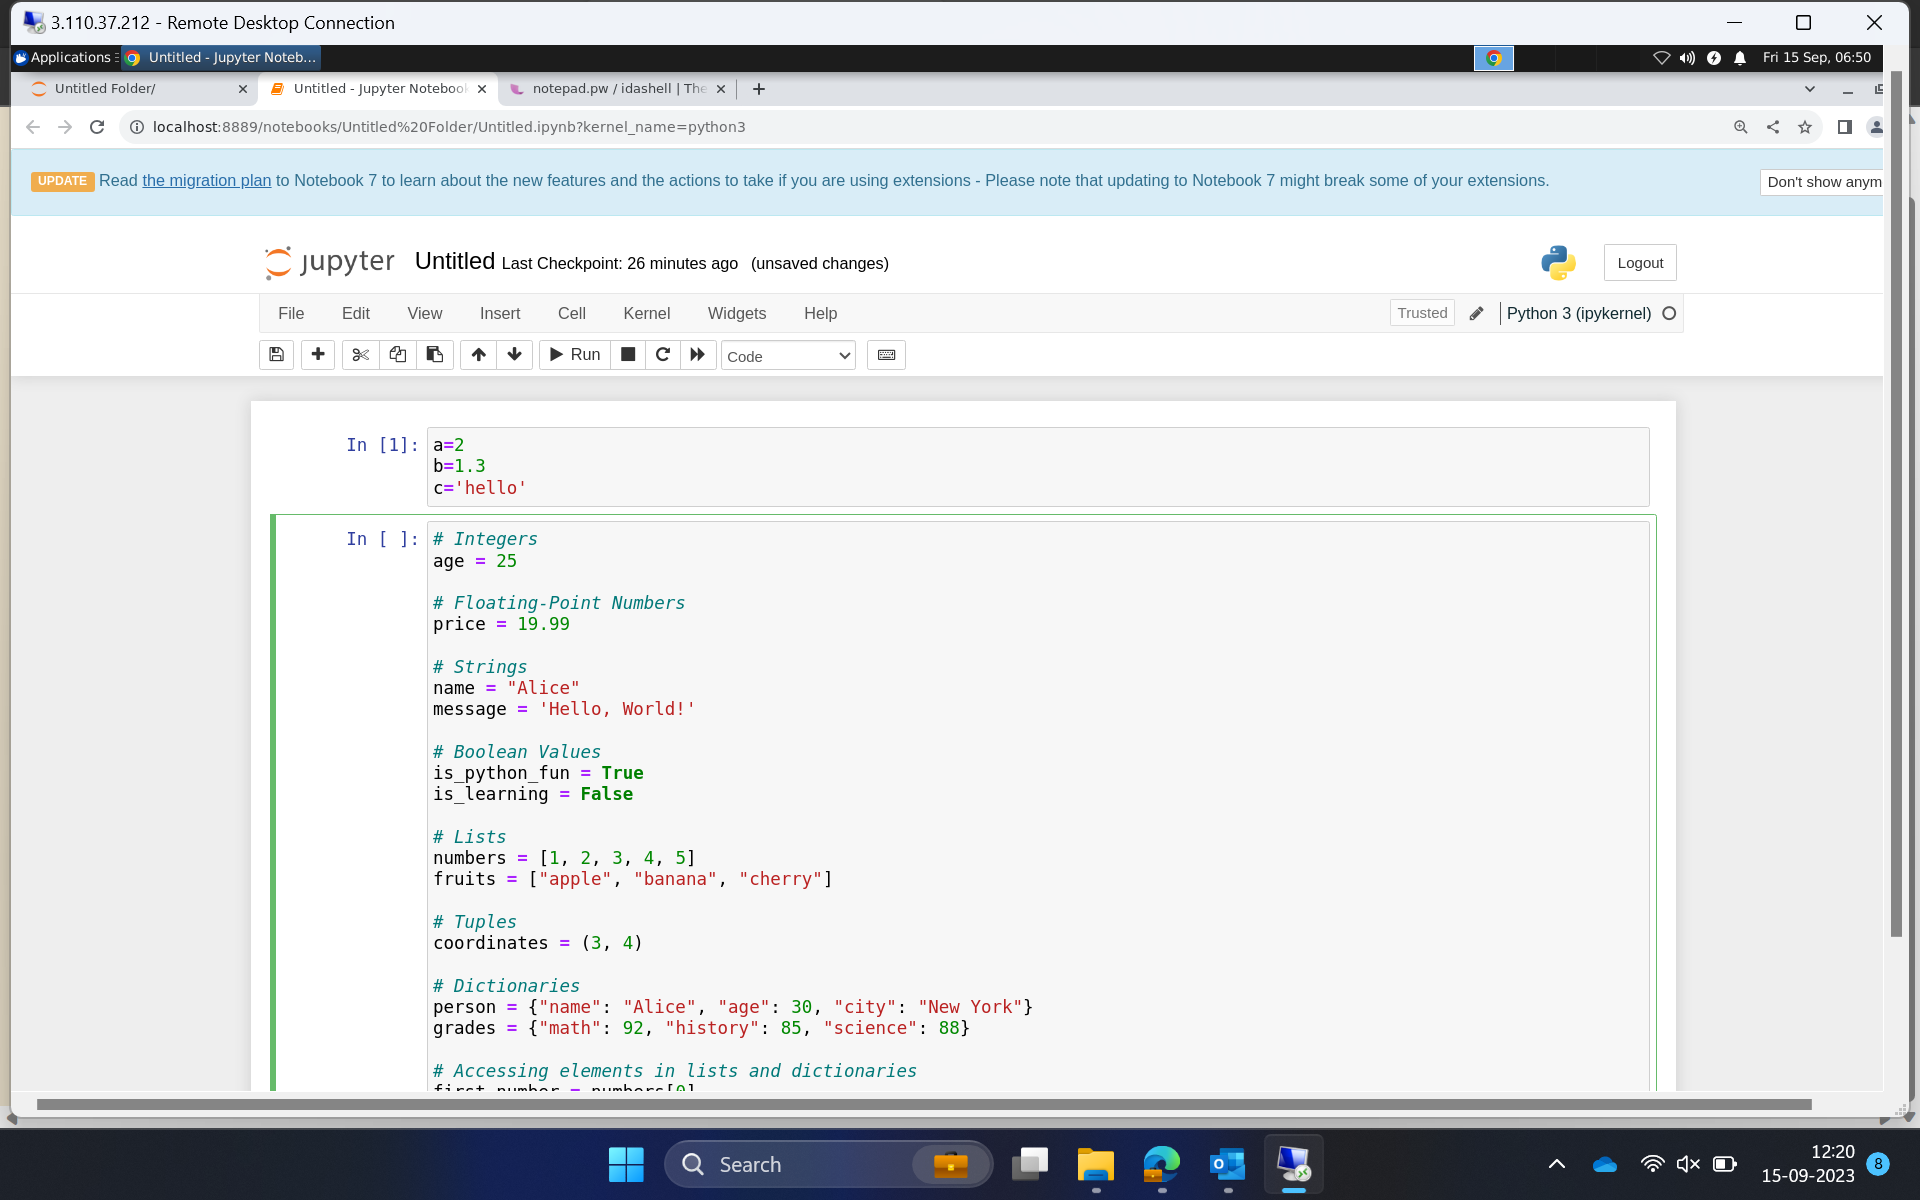 3.110.37.212 - Remote Desktop Connection
Applications
Untitled - Jupyter Noteb...
Fri 15 Sep, 06:50
Untitled Folder/
Untitled - Jupyter Notebook
notepad.pw / idashell | The
localhost:8889/notebooks/Untitled%20Folder/Untitled.ipynb?kernel_name=python3
UPDATE Read the migration plan to Notebook 7 to learn about the new features and the actions to take if you are using extensions - Please note that updating to Notebook 7 might break some of your extensions.
Don't show anym
jupyter Untitled Last Checkpoint: 26 minutes ago (unsaved changes)
Logout
File Edit View Insert Cell Kernel Widgets Help
Trusted
Python 3 (ipykernel)
Run
Code
In [1]: a=2
b=1.3
c='hello'
In [ ]: # Integers
age = 25
# Floating-Point Numbers
price = 19.99
# Strings
name = "Alice"
message = 'Hello, World!'
# Boolean Values
is_python_fun = True
is_learning = False
# Lists
numbers = [1, 2, 3, 4, 5]
fruits = ["apple", "banana", "cherry"]
# Tuples
coordinates = (3, 4)
# Dictionaries
person = {"name": "Alice", "age": 30, "city": "New York"}
grades = {"math": 92, "history": 85, "science": 88}
# Accessing elements in lists and dictionaries
first_number = numbers[0]
Search
12:20
15-09-2023
8